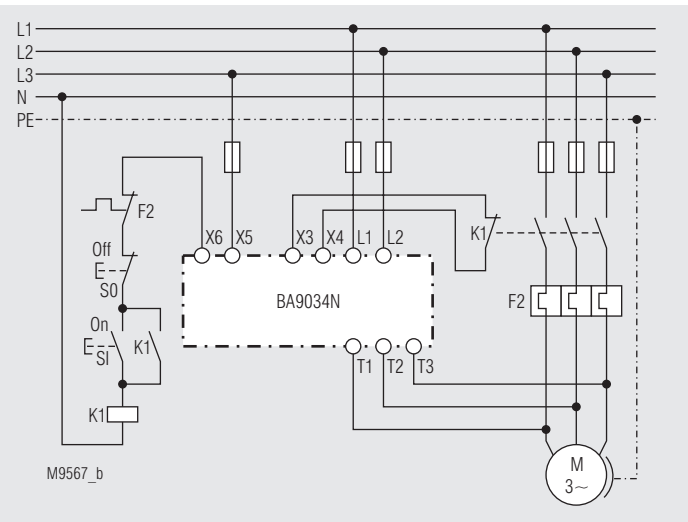 L1
L2
L3
N
PE
F2
X6 X5 X3 X4 L1 L2
K1
Off
S0
BA9034N
F2
On
SI
K1
T1 T2 T3
K1
M9567_b
M
3~